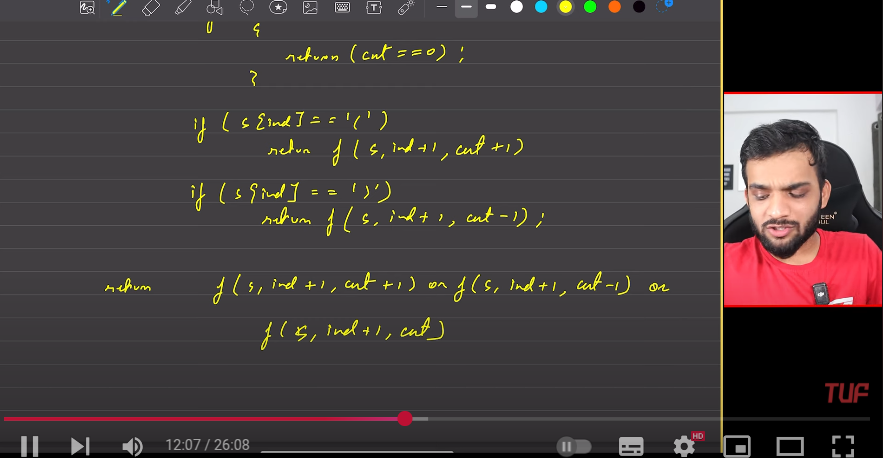 return (cnt == 0) ;
}
if ( s[ind] == '(' )
return f ( s, ind+1, cnt+1)
if ( s[ind] == ')')
return f ( s, ind+1, cnt-1) ;
return f ( s, ind+1, cnt+1) or f ( s, ind+1, cnt-1) or
f ( s, ind+1, cnt)
TUF
12:07 / 26:08
HD